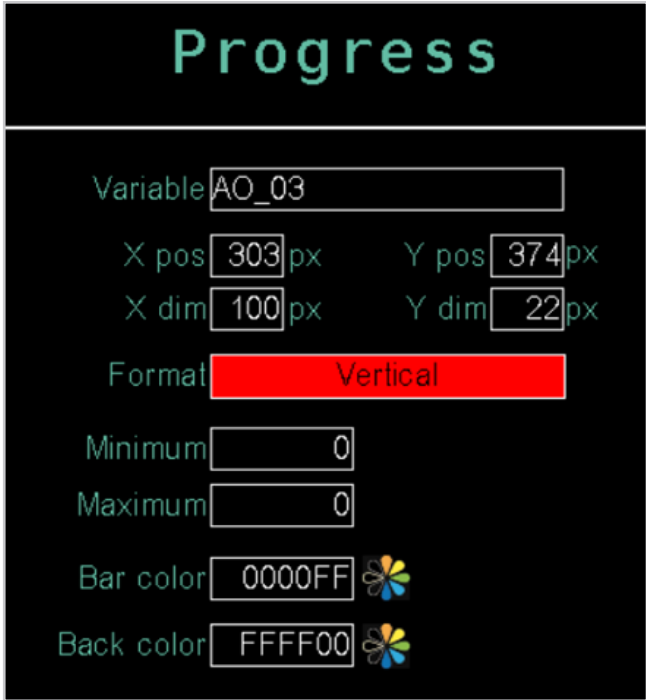 Progress
Variable AO_03
X pos 303 px Y pos 374 px
X dim 100 px Y dim 22 px
Format Vertical
Minimum 0
Maximum 0
Bar color 0000FF
Back color FFFF00